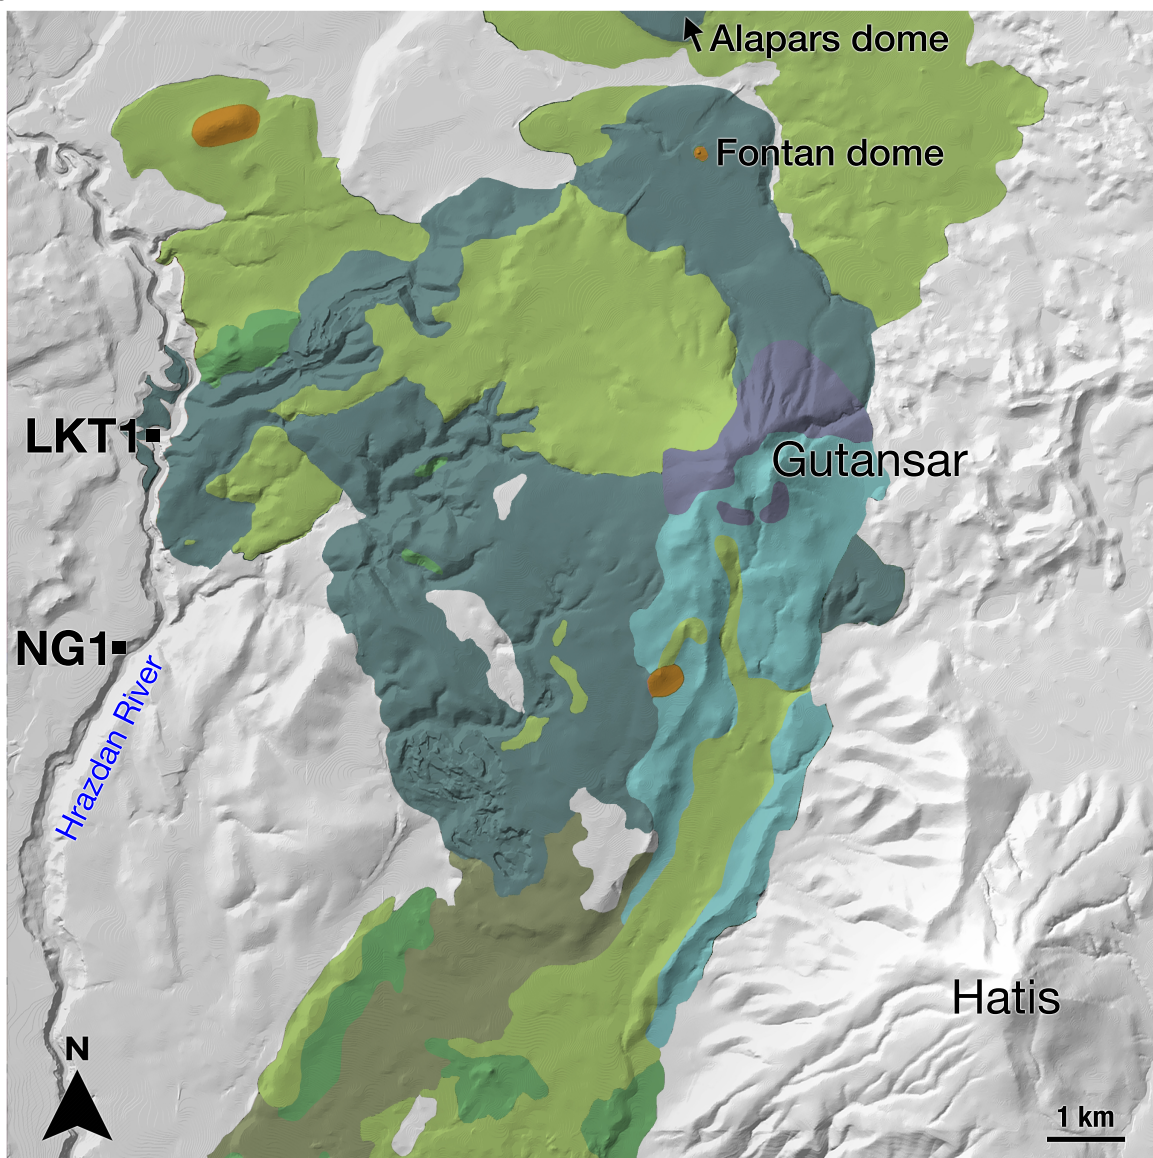 Alapars dome
Fontan dome
LKT1
Gutansar
NG1
Hrazdan River
Hatis
N
1 km